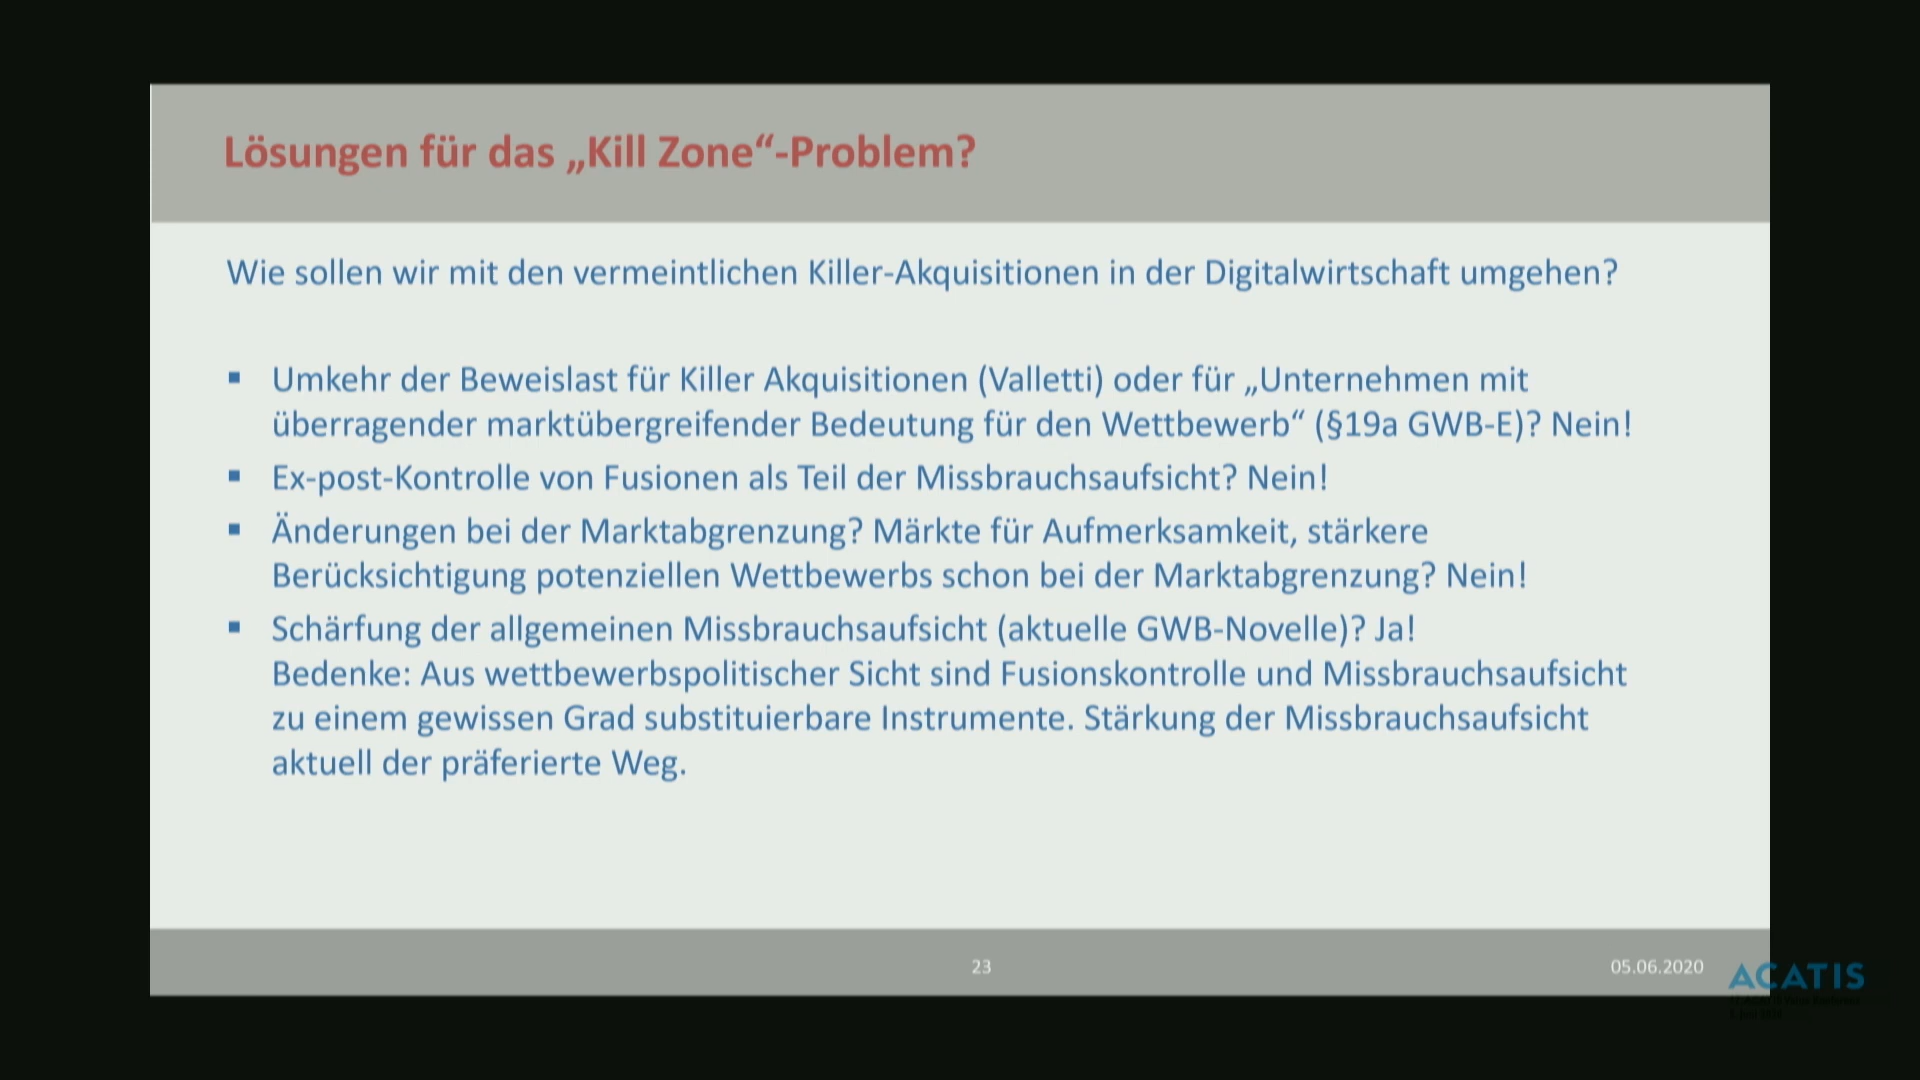 Lösungen für das „Kill Zone“-Problem?
Wie sollen wir mit den vermeintlichen Killer-Akquisitionen in der Digitalwirtschaft umgehen?
▪ Umkehr der Beweislast für Killer Akquisitionen (Valletti) oder für „Unternehmen mit
überragender marktübergreifender Bedeutung für den Wettbewerb“ (§19a GWB-E)? Nein!
▪ Ex-post-Kontrolle von Fusionen als Teil der Missbrauchsaufsicht? Nein!
▪ Änderungen bei der Marktabgrenzung? Märkte für Aufmerksamkeit, stärkere
Berücksichtigung potenziellen Wettbewerbs schon bei der Marktabgrenzung? Nein!
▪ Schärfung der allgemeinen Missbrauchsaufsicht (aktuelle GWB-Novelle)? Ja!
Bedenke: Aus wettbewerbspolitischer Sicht sind Fusionskontrolle und Missbrauchsaufsicht
zu einem gewissen Grad substituierbare Instrumente. Stärkung der Missbrauchsaufsicht
aktuell der präferierte Weg.
23
05.06.2020
ACATIS